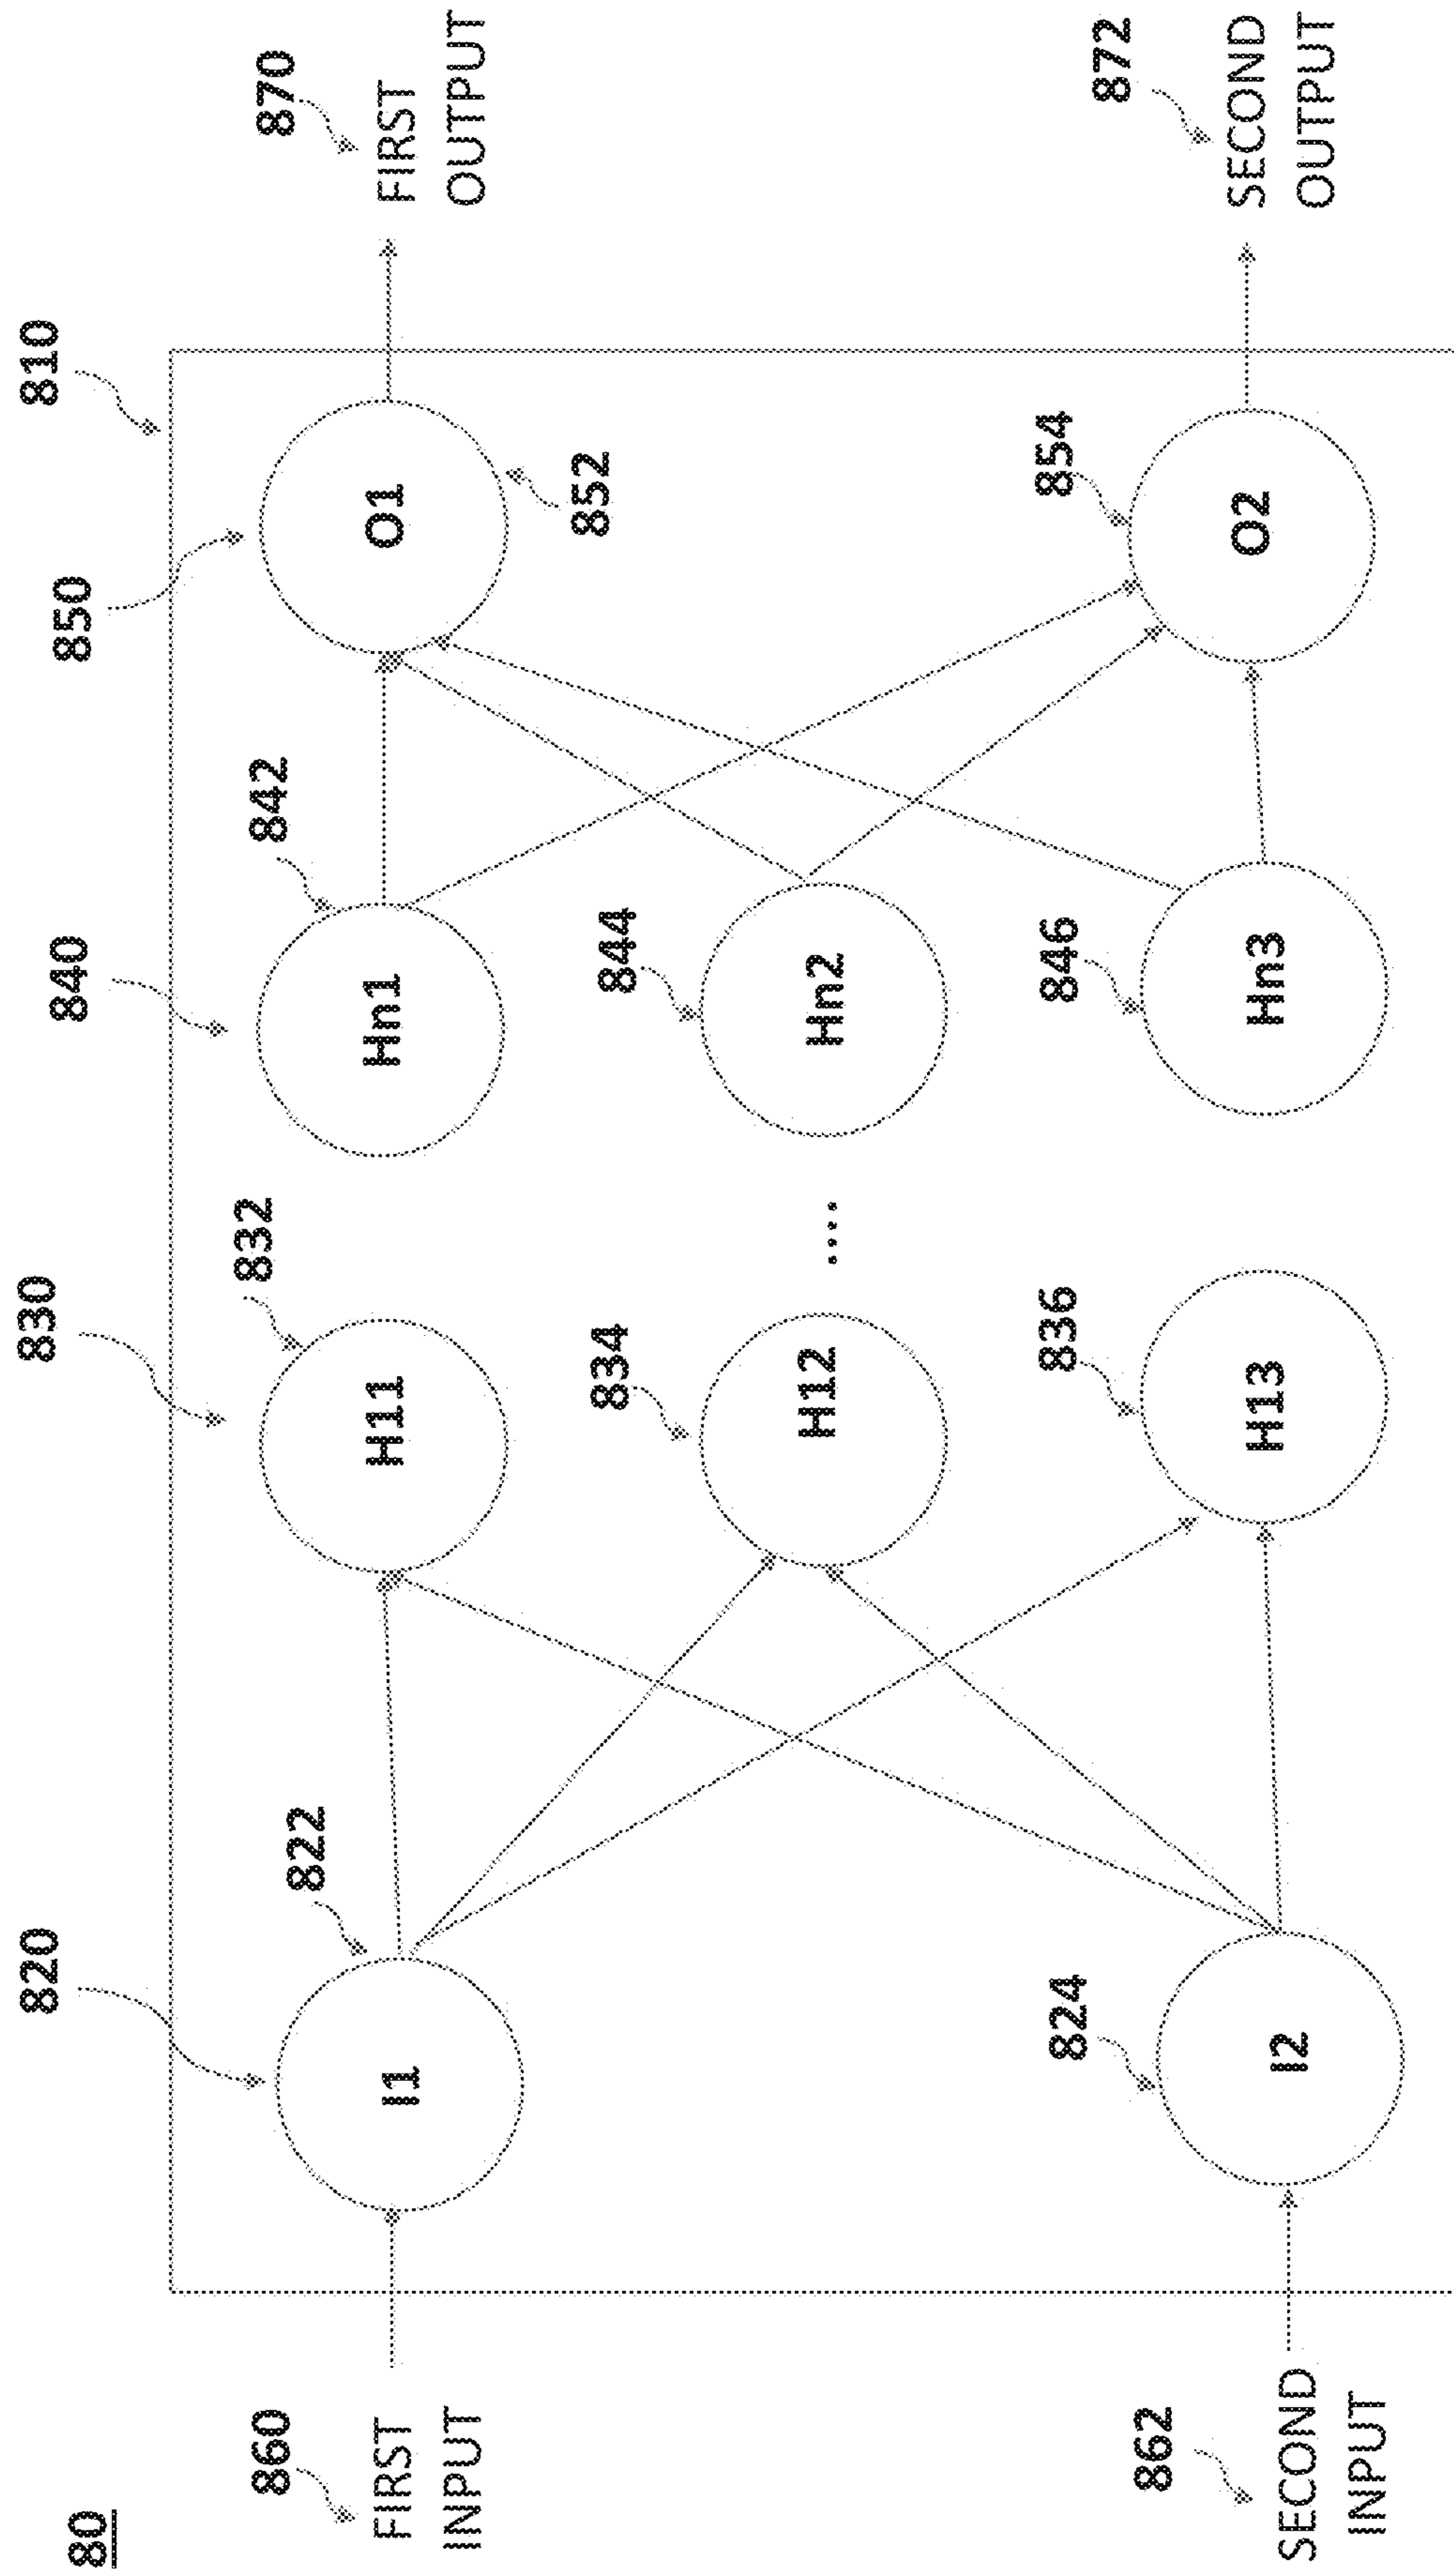 80
810
820
830
840
850
860
FIRST
INPUT
822
I1
832
H11
842
Hn1
O1
852
870
FIRST
OUTPUT
834
H12
....
844
Hn2
862
SECOND
INPUT
824
I2
836
H13
846
Hn3
854
O2
872
SECOND
OUTPUT